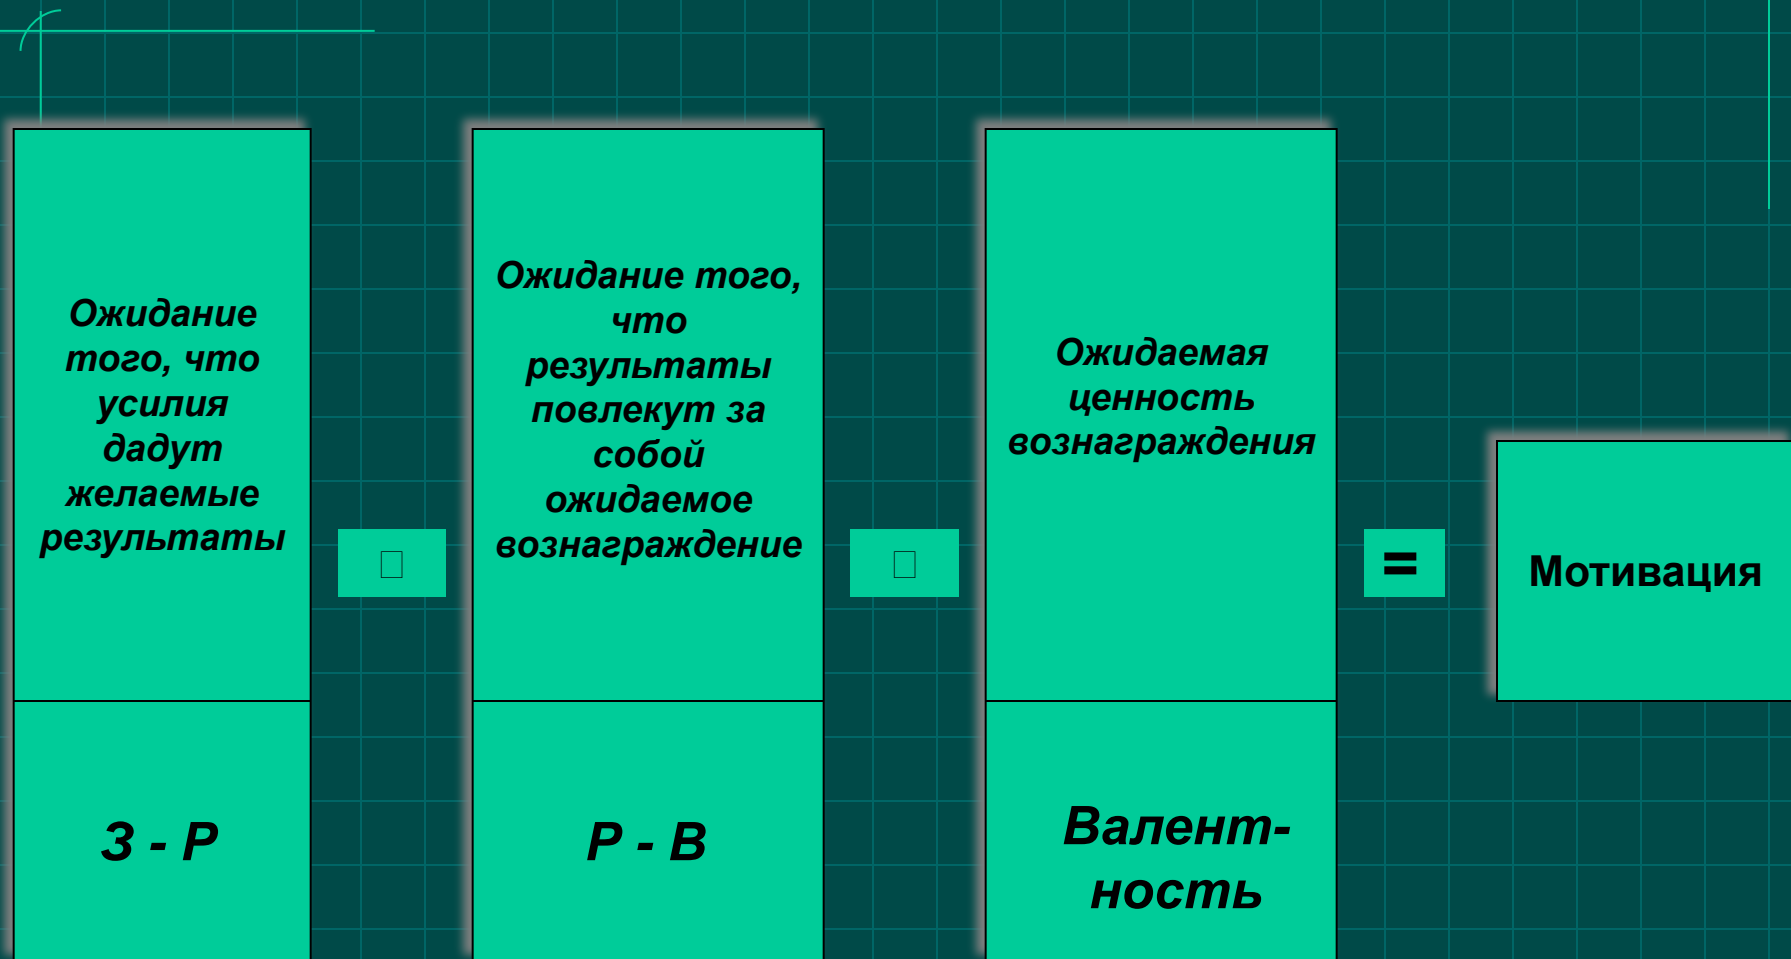 Ожидание
того, что
усилия
дадут
желаемые
результаты
З - Р
Ожидание того,
что
результаты
повлекут за
собой
ожидаемое
вознаграждение
Р - В
Ожидаемая
ценность
вознаграждения
Валент-
ность
=
Мотивация